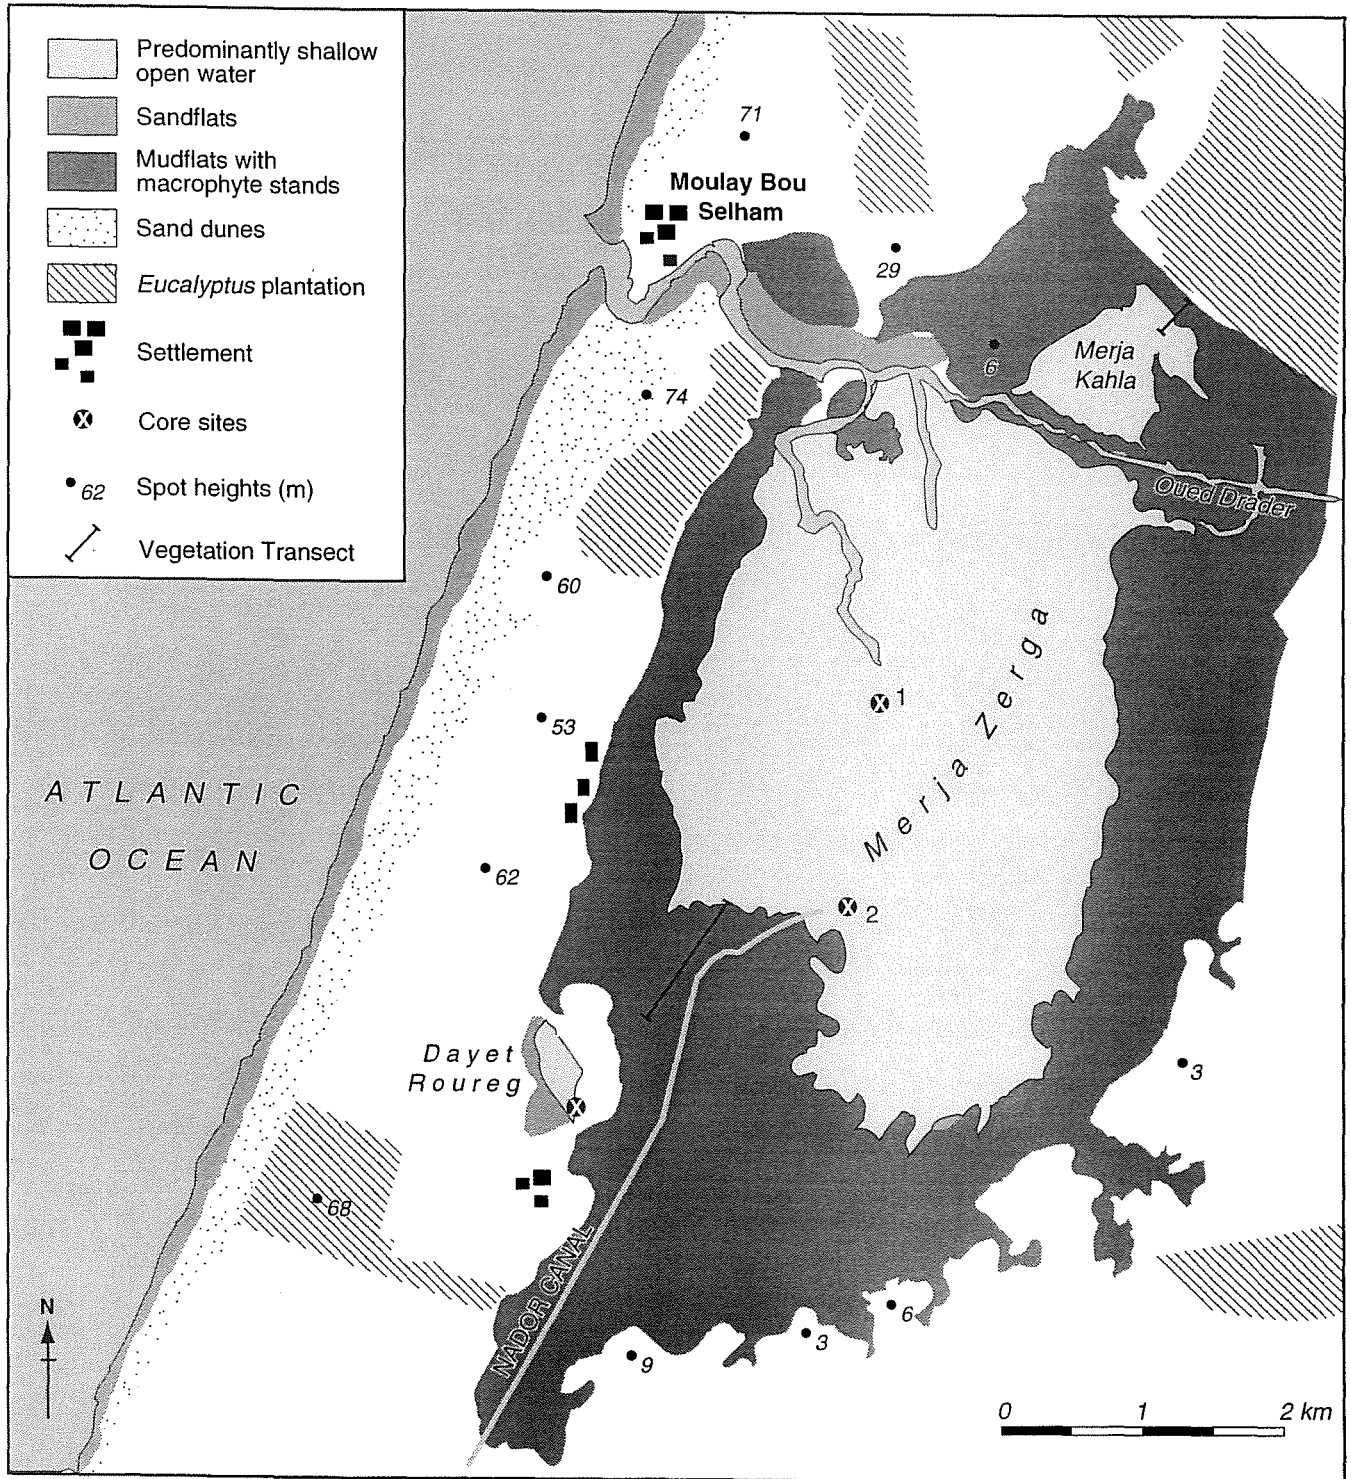 Predominantly shallow
open water
Sandflats
Mudflats with
macrophyte stands
Sand dunes
Eucalyptus plantation
Settlement
Core sites
62 Spot heights (m)
Vegetation Transect
71
Moulay Bou
Selham
29
6
Merja
Kahla
74
Oued Drader
60
1
53
Merja Zerga
ATLANTIC
OCEAN
62
2
Dayet
Roureg
3
68
NADOR CANAL
N
6
3
9
0 1 2 km